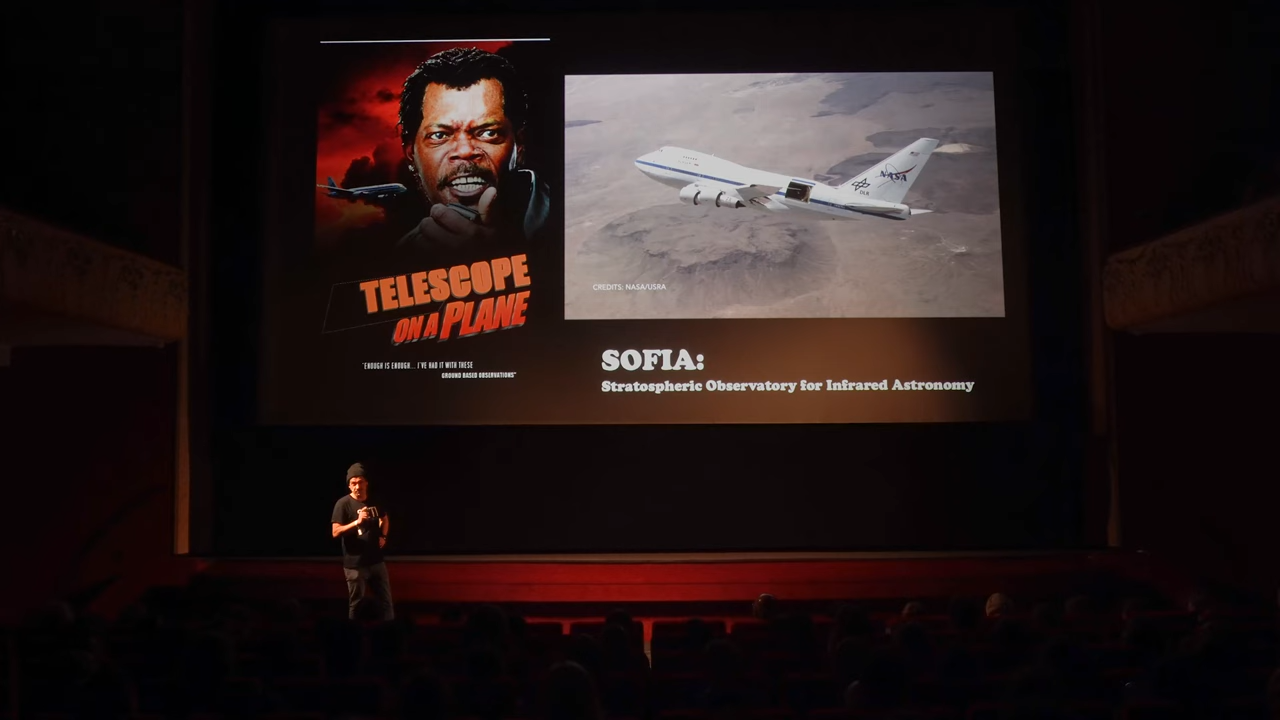 TELESCOPE
ON A PLANE
"ENOUGH IS ENOUGH... I'VE HAD IT WITH THESE
GROUND BASED OBSERVATIONS"
NASA
DLR
CREDITS: NASA/USRA
SOFIA:
Stratospheric Observatory for Infrared Astronomy